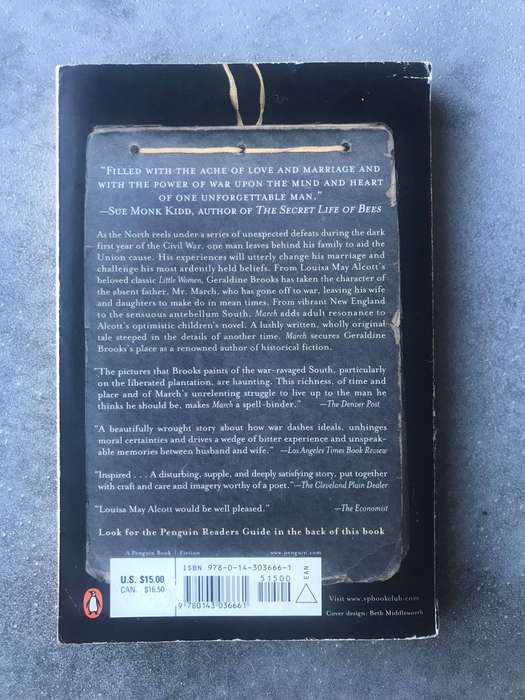 "Filled with the ache of love and marriage and
with the power of war upon the mind and heart
of one unforgettable man."
—Sue Monk Kidd, author of The Secret Life of Bees
As the North reels under a series of unexpected defeats during the dark
first year of the Civil War, one man leaves behind his family to aid the
Union cause. His experiences will utterly change his marriage and
challenge his most ardently held beliefs. From Louisa May Alcott's
beloved classic Little Women, Geraldine Brooks has taken the character of
the absent father, Mr. March, who has gone off to war, leaving his wife
and daughters to make do in mean times. From vibrant New England
to the sensuous antebellum South, March adds adult resonance to
Alcott's optimistic children's novel. A lushly written, wholly original
tale steeped in the details of another time, March secures Geraldine
Brooks's place as a renowned author of historical fiction.
"The pictures that Brooks paints of the war-ravaged South, particularly
on the liberated plantation, are haunting. This richness, of time and
place and of March's unrelenting struggle to live up to the man he
thinks he should be, makes March a spell-binder." —The Denver Post
"A beautifully wrought story about how war dashes ideals, unhinges
moral certainties and drives a wedge of bitter experience and unspeak-
able memories between husband and wife." —Los Angeles Times Book Review
"Inspired . . . A disturbing, supple, and deeply satisfying story, put together
with craft and care and imagery worthy of a poet."—The Cleveland Plain Dealer
"Louisa May Alcott would be well pleased." —The Economist
Look for the Penguin Readers Guide in the back of this book
A Penguin Book | Fiction www.penguin.com
U.S. $15.00
CAN. $16.50
ISBN 978-0-14-303666-1
51500
EAN
9 780143 036661
Visit www.vpbookclub.com
Cover design: Beth Middleworth